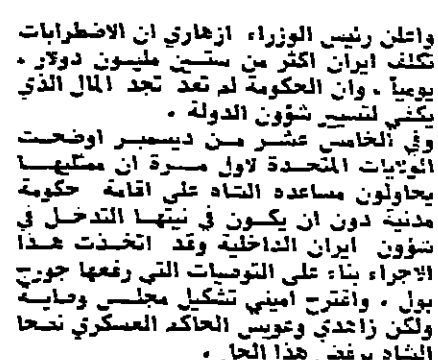 واعلن رئيس الوزراء ازهاري ان الاضطرابات
تكلف ايران اكثر من ستين مليون دولار .
يومياً . وان الحكومة لم تعد تجد المال الذي
يكفي لتسيير شؤون الدولة .
وفي الخامس عشر من ديسمبر اوضحت
الولايات المتحدة لاول مرة ان ممثليها
يحاولون مساعدة الشاه على اقامة حكومة
مدنية دون ان يكون في نيتها التدخل في
شؤون ايران الداخلية وقد اتخذت هذا
الاجراء بناء على التوصيات التي رفعها جورج
بول . واقترح اميني تشكيل مجلس وصاية
ولكن زاهدي وعويس الحاكم العسكري نصحا
الشاه برفض هذا الحل .